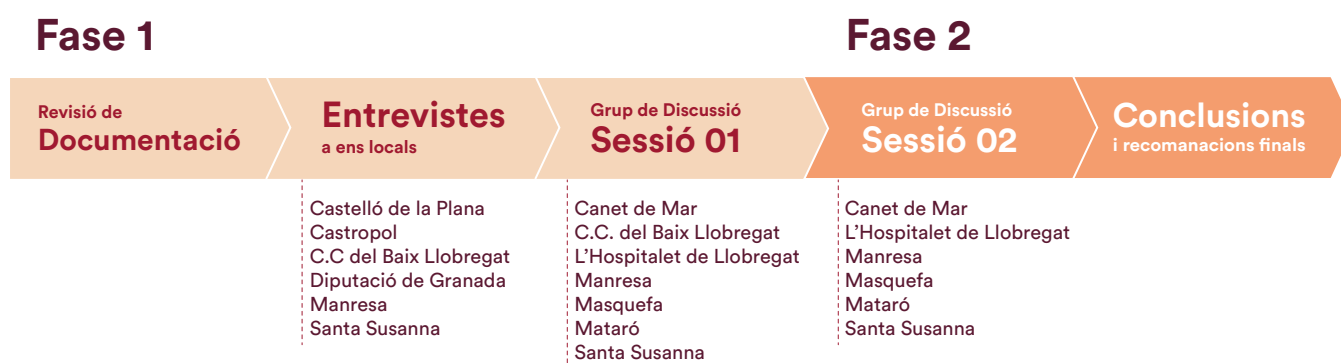 Fase 1
Fase 2
Revisió de
Documentació
Entrevistes
a ens locals
Grup de Discussió
Sessió 01
Grup de Discussió
Sessió 02
Conclusions
i recomanacions finals
Castelló de la Plana
Castropol
C.C del Baix Llobregat
Diputació de Granada
Manresa
Santa Susanna
Canet de Mar
C.C. del Baix Llobregat
L’Hospitalet de Llobregat
Manresa
Masquefa
Mataró
Santa Susanna
Canet de Mar
L’Hospitalet de Llobregat
Manresa
Masquefa
Mataró
Santa Susanna